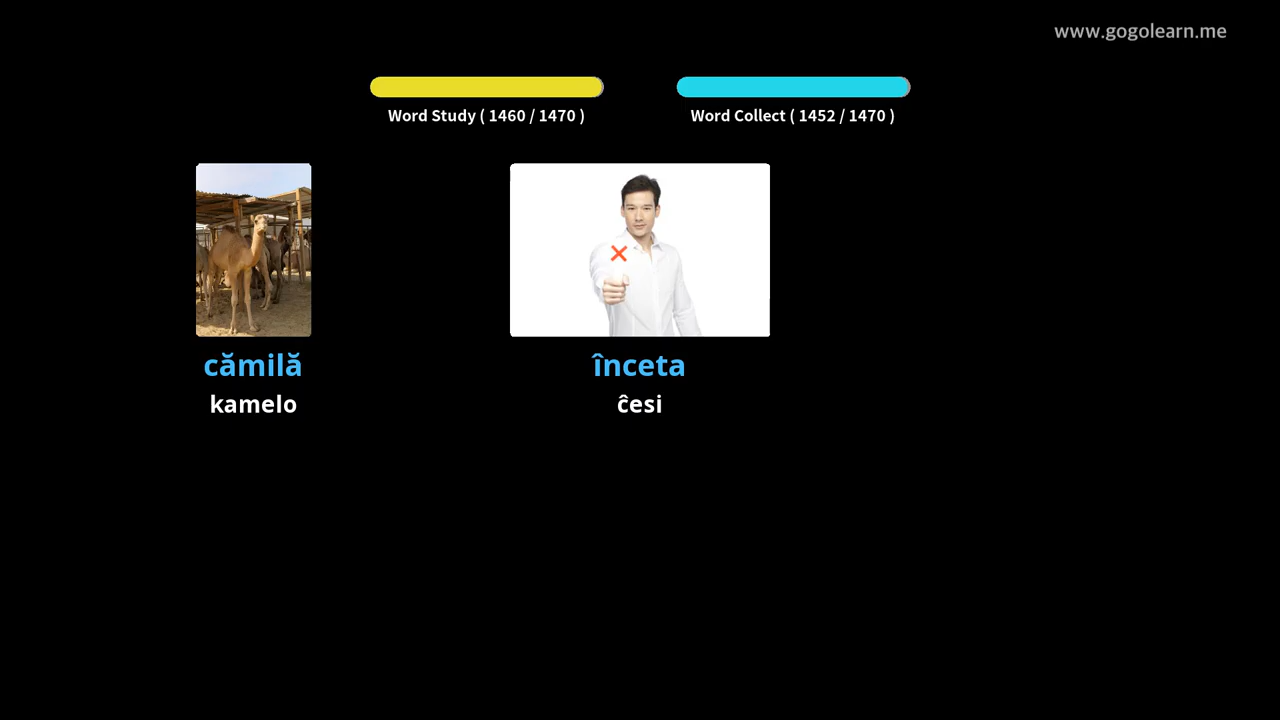 www.gogolearn.me
Word Study ( 1460 / 1470 )
Word Collect ( 1452 / 1470 )
cămilă
kamelo
înceta
ĉesi